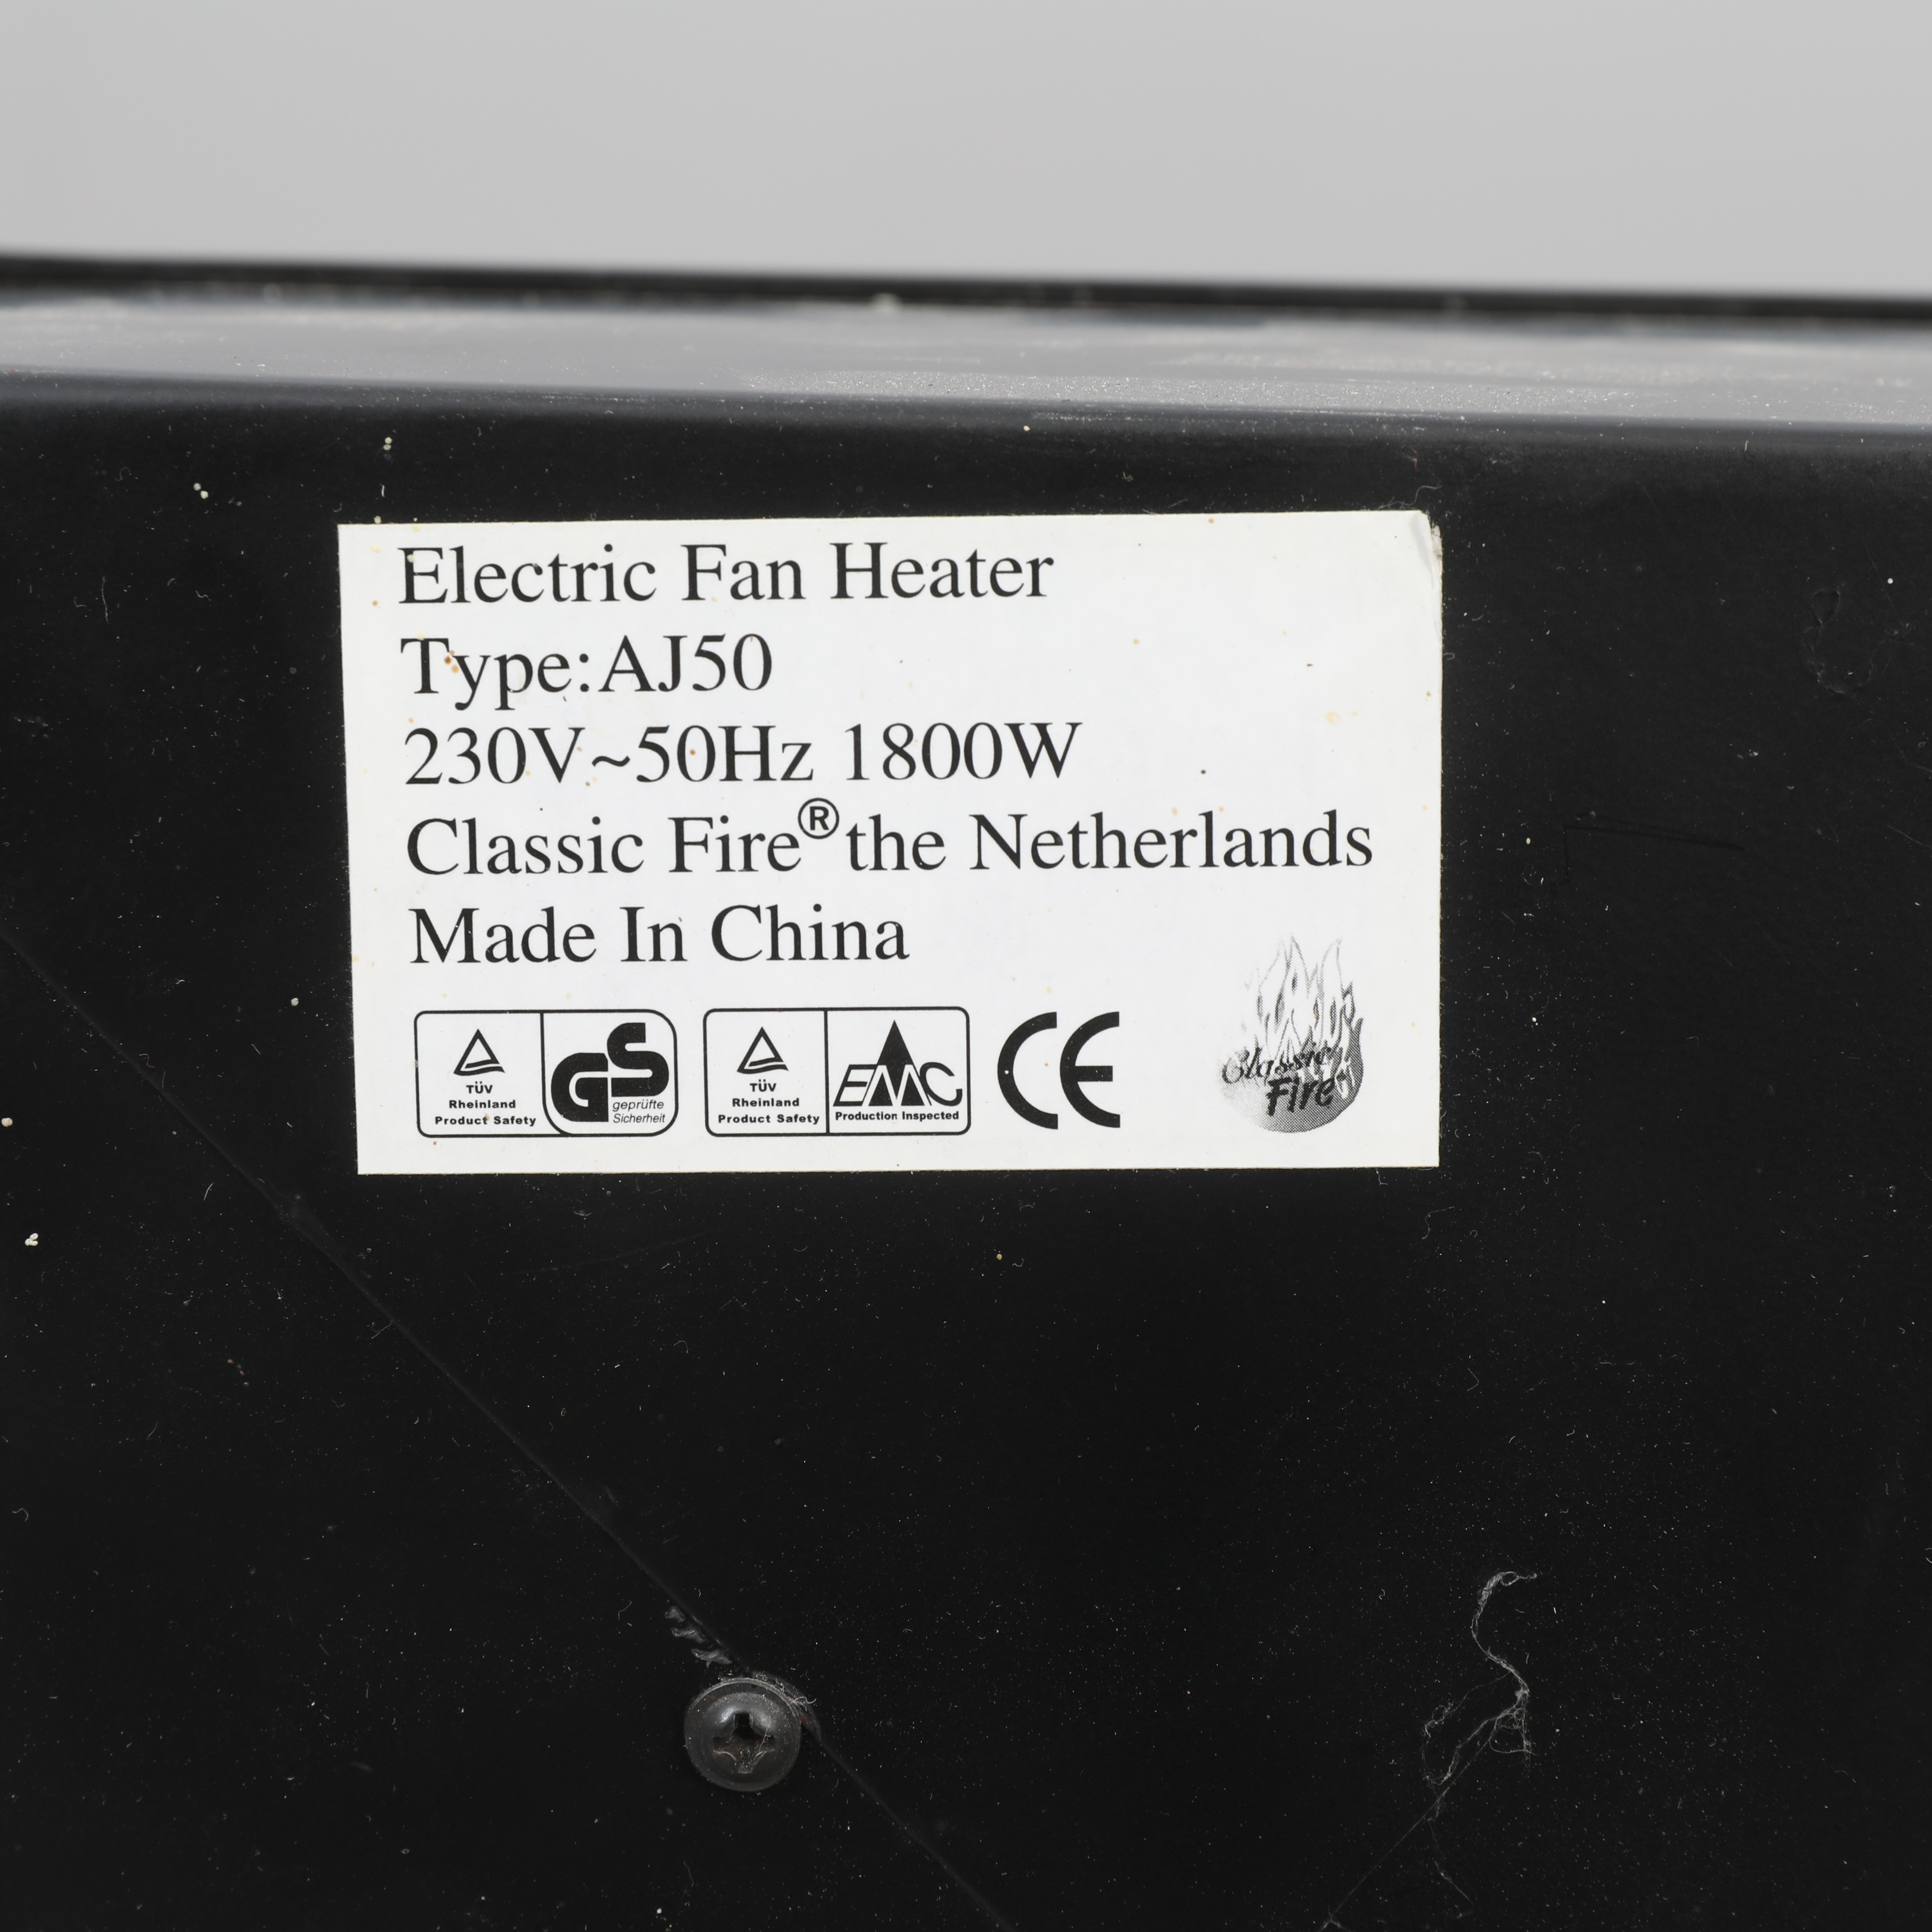 Electric Fan Heater
Type:AJ50
230V~50Hz 1800W
Classic Fire® the Netherlands
Made In China
TÜV
Rheinland
Product Safety
GS
geprüfte
Sicherheit
TÜV
Rheinland
Product Safety
EMC
Production Inspected
CE
Classic
Fire